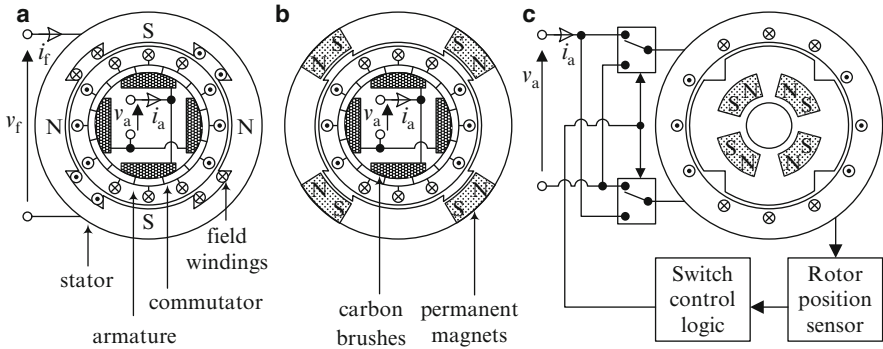 a
S
i_f
v_f
N
v_a
i_a
N
S
field
windings
stator
commutator
armature
b
S
N
S
N
v_a
i_a
N
S
N
S
carbon
brushes
permanent
magnets
c
i_a
v_a
S
N
N
S
S
N
N
S
Switch
control
logic
Rotor
position
sensor